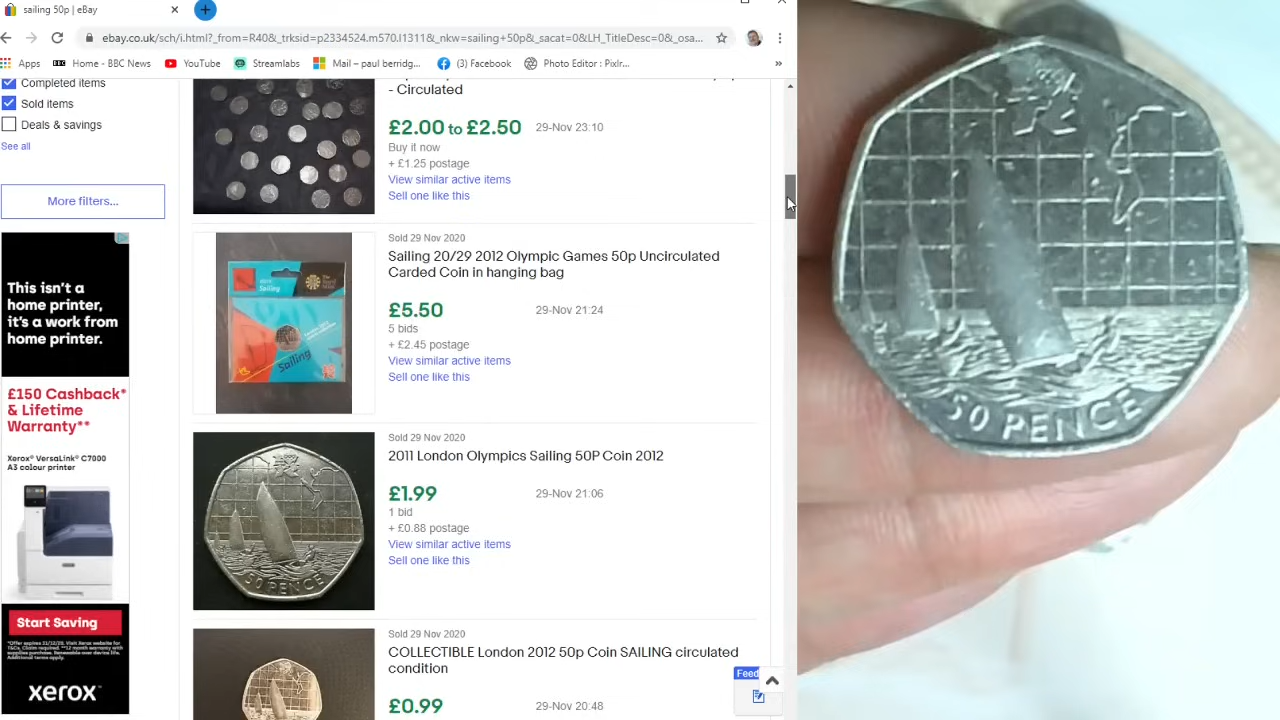 sailing 50p | eBay
ebay.co.uk/sch/i.html?_from=R40&_trksid=p2334524.m570.l1311&_nkw=sailing+50p&_sacat=0&LH_TitleDesc=0&_osa...
Apps
Home - BBC News
YouTube
Streamlabs
Mail – paul berridg...
(3) Facebook
Photo Editor : Pixlr...
»
Completed items
Sold items
Deals & savings
See all
More filters...
This isn't a
home printer,
it's a work from
home printer.
£150 Cashback*
& Lifetime
Warranty**
Xerox® VersaLink® C7000
A3 colour printer
Start Saving
xerox™
- Circulated
£2.00 to £2.50 29-Nov 23:10
Buy it now
+ £1.25 postage
View similar active items
Sell one like this
Sold 29 Nov 2020
Sailing 20/29 2012 Olympic Games 50p Uncirculated
Carded Coin in hanging bag
£5.50 29-Nov 21:24
5 bids
+ £2.45 postage
View similar active items
Sell one like this
Sailing
Sold 29 Nov 2020
2011 London Olympics Sailing 50P Coin 2012
£1.99 29-Nov 21:06
1 bid
+ £0.88 postage
View similar active items
Sell one like this
50 PENCE
Sold 29 Nov 2020
COLLECTIBLE London 2012 50p Coin SAILING circulated
condition
£0.99 29-Nov 20:48
Feed
50 PENCE